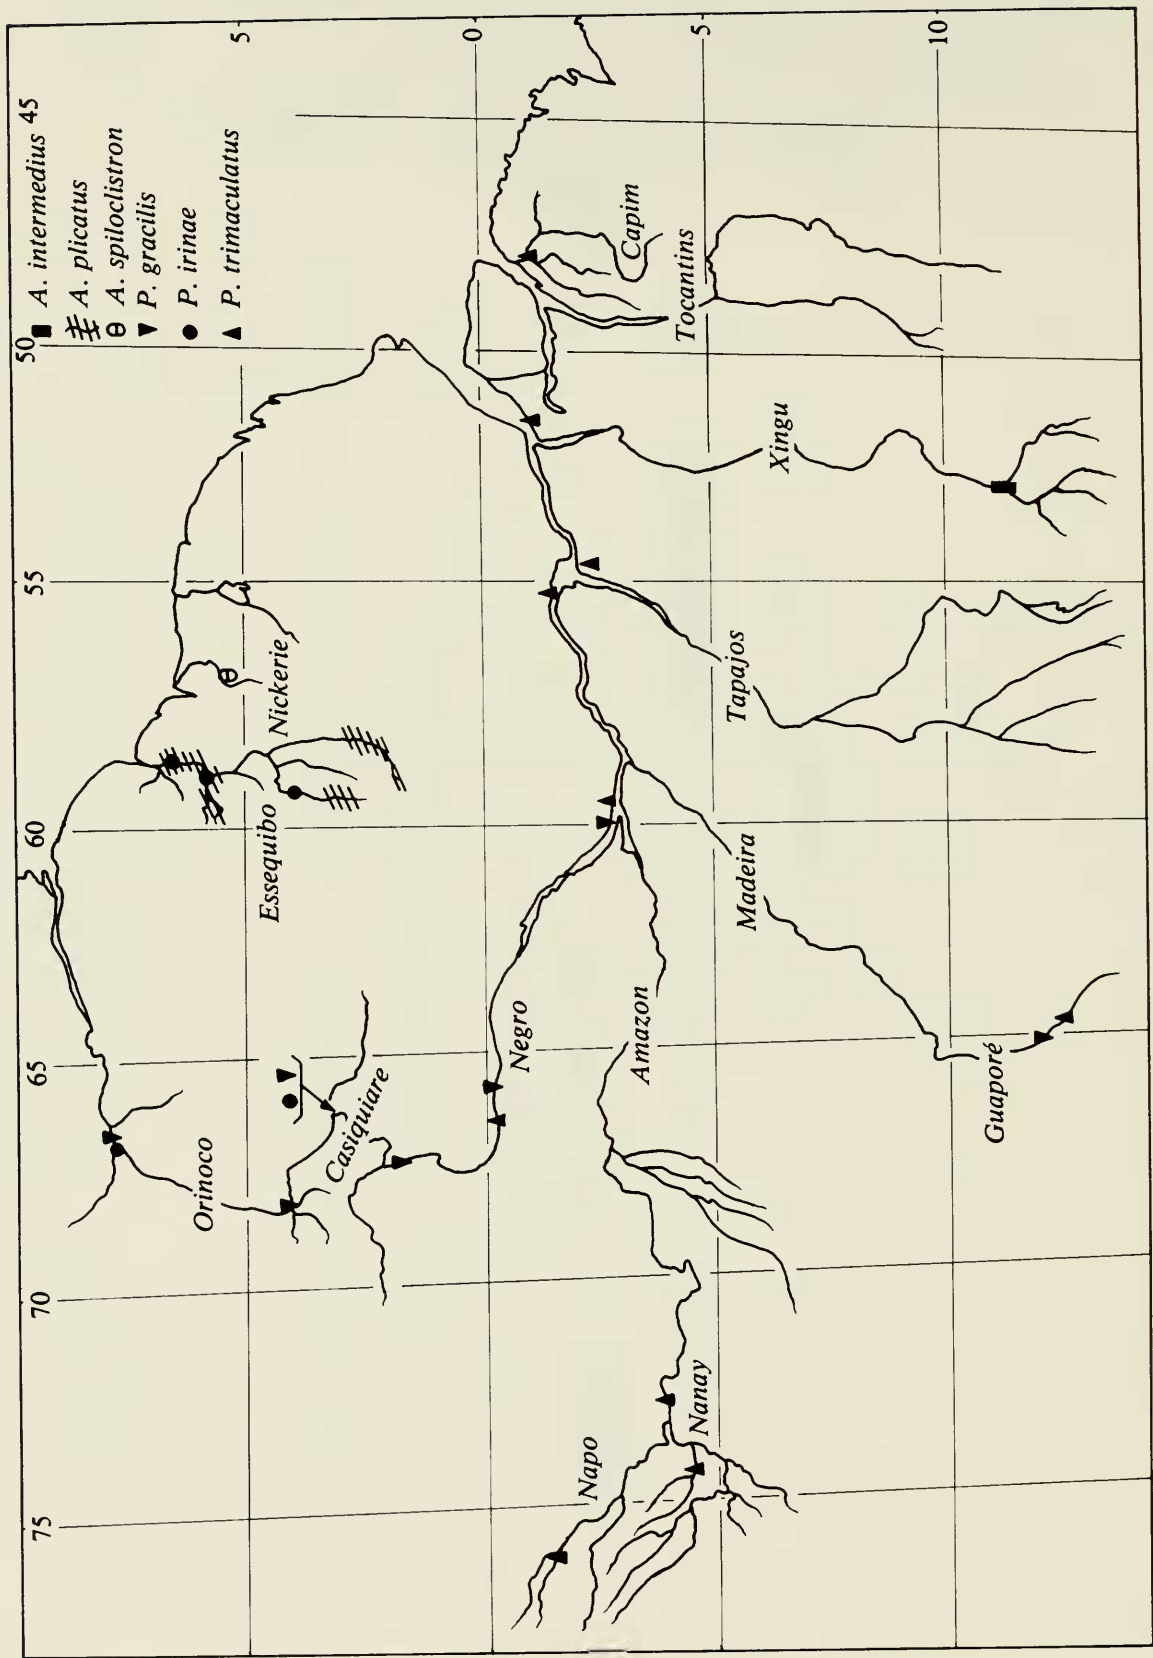 A. intermedius
A. plicatus
A. spiloclistron
P. gracilis
P. irinae
P. trimaculatus
75
70
65
60
55
50
45
5
0
5
10
Orinoco
Casiquiare
Essequibo
Nickerie
Negro
Amazon
Napo
Nanay
Madeira
Guaporé
Tapajos
Xingu
Tocantins
Capim